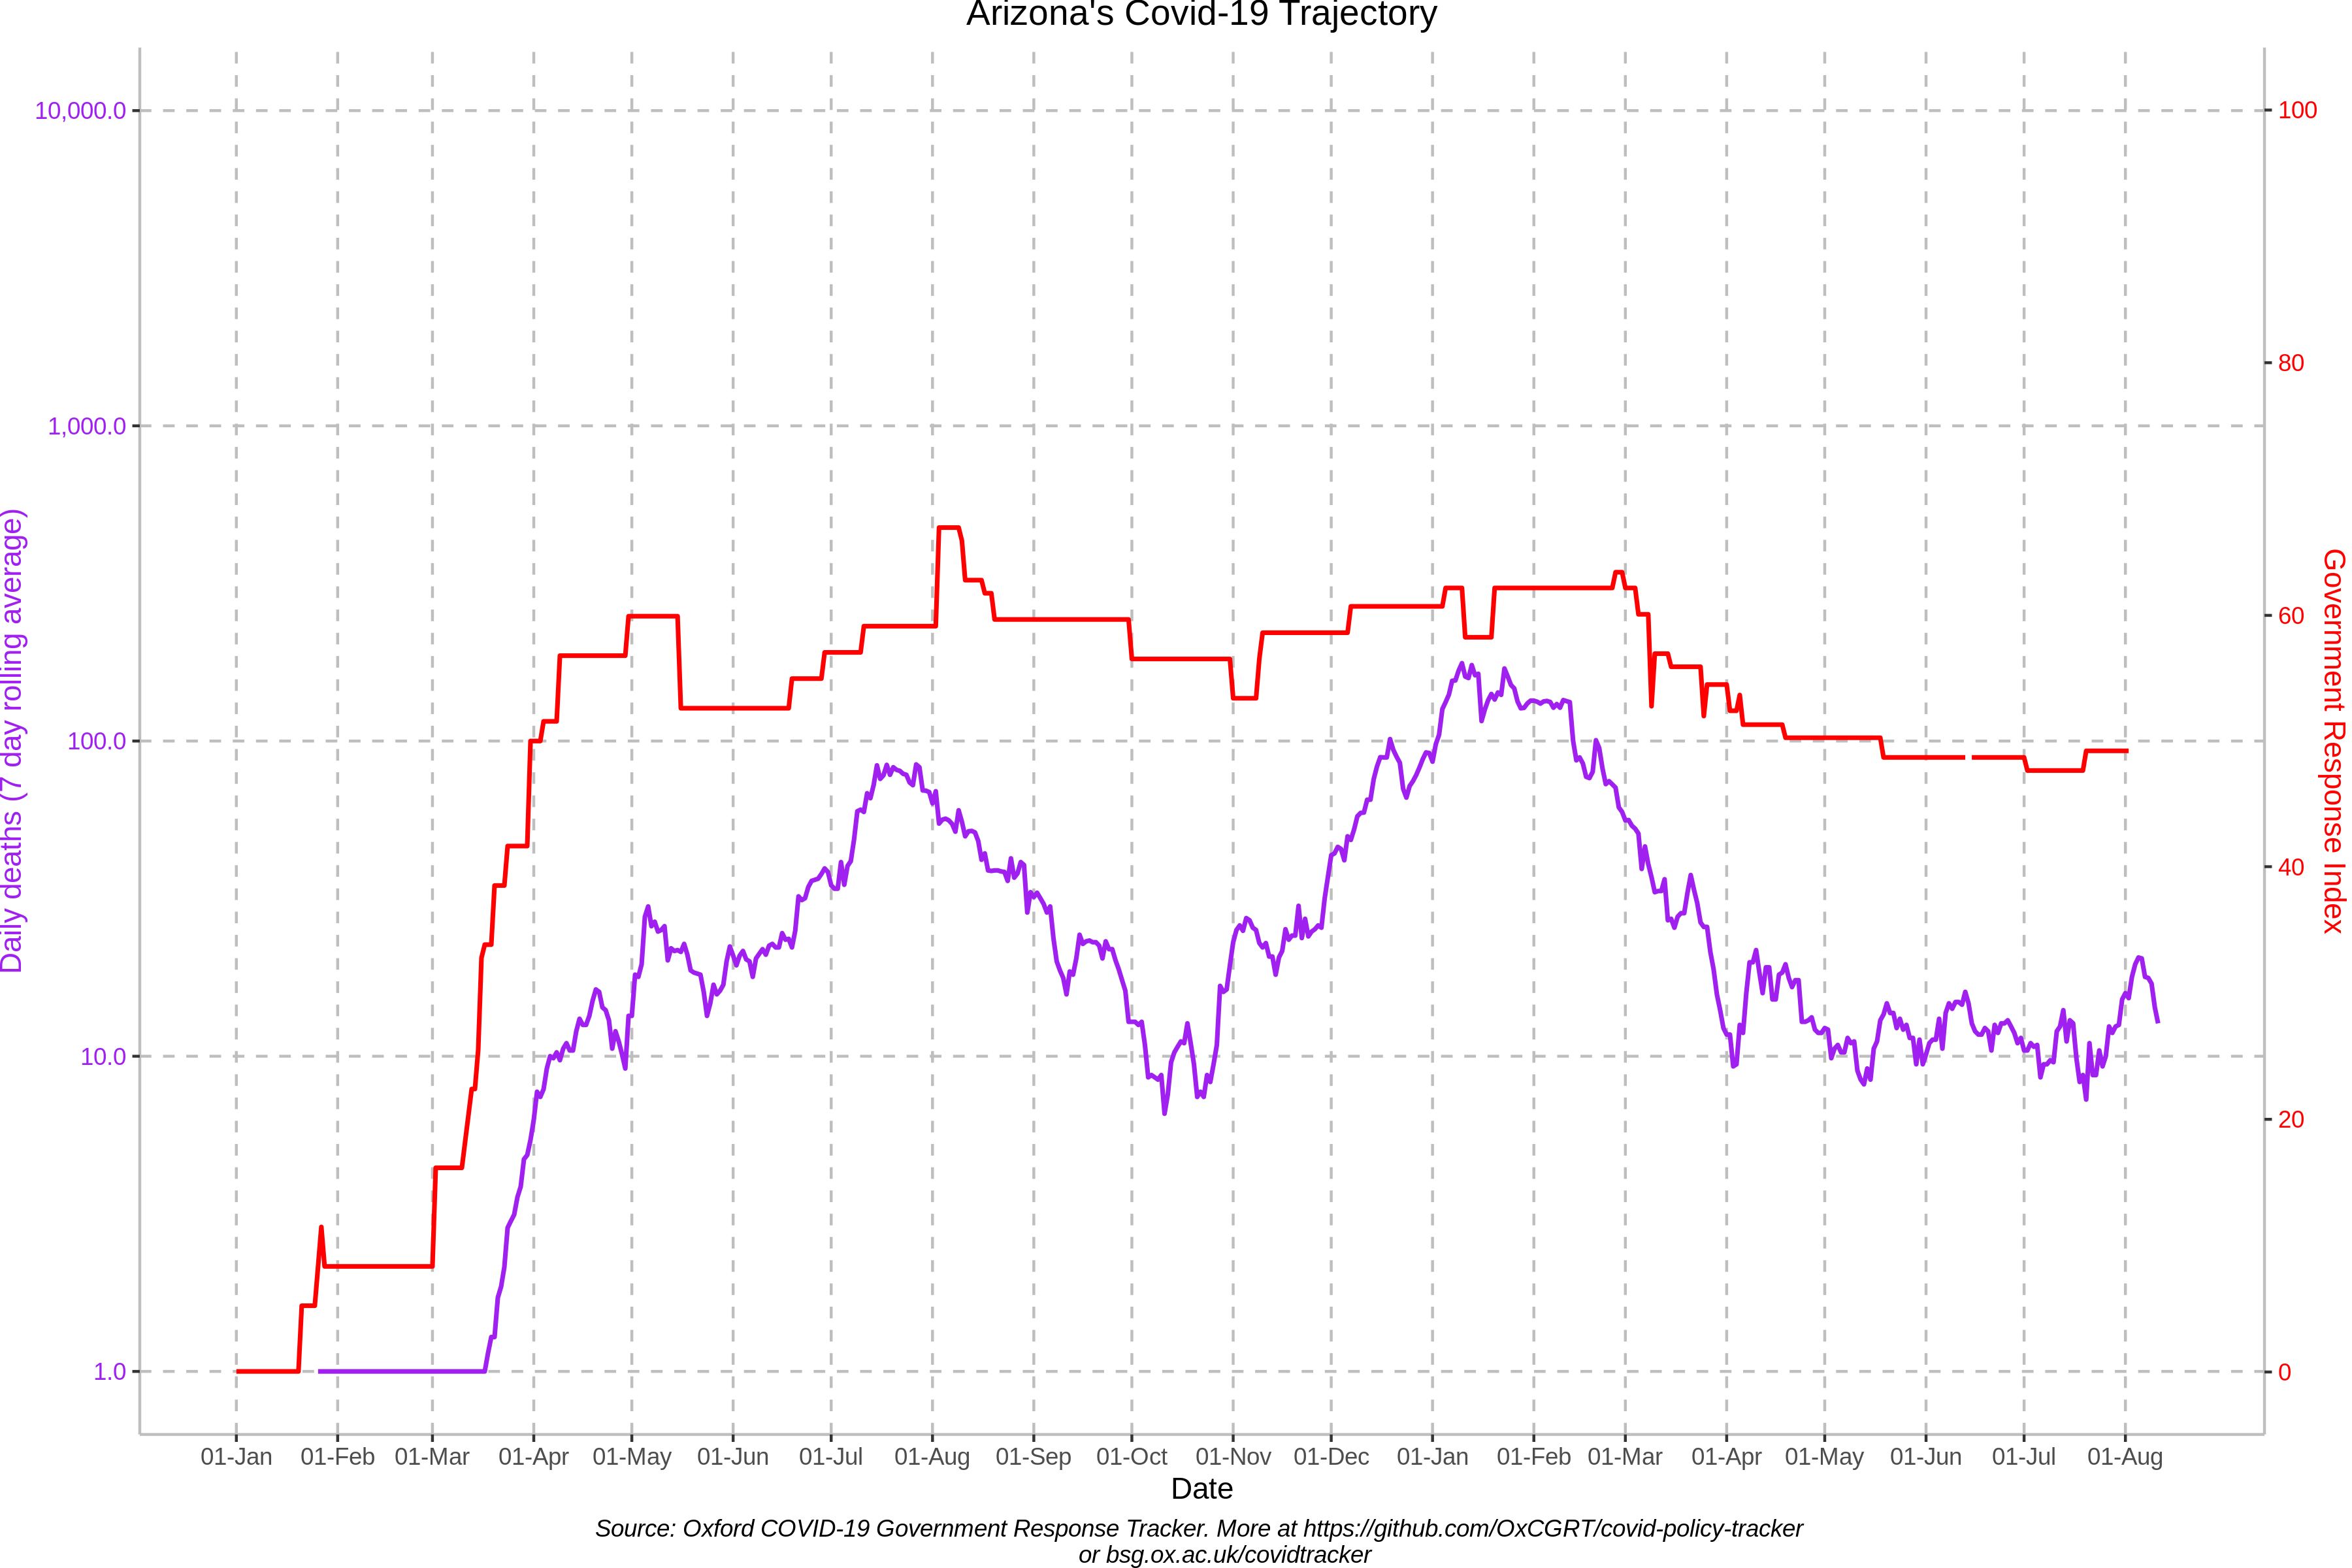 Arizona's Covid-19 Trajectory
10,000.0
1,000.0
100.0
10.0
1.0
Daily deaths (7 day rolling average)
100
80
60
40
20
0
Government Response Index
01-Jan 01-Feb 01-Mar 01-Apr 01-May 01-Jun 01-Jul 01-Aug 01-Sep 01-Oct 01-Nov 01-Dec 01-Jan 01-Feb 01-Mar 01-Apr 01-May 01-Jun 01-Jul 01-Aug
Date
Source: Oxford COVID-19 Government Response Tracker. More at https://github.com/OxCGRT/covid-policy-tracker
or bsg.ox.ac.uk/covidtracker